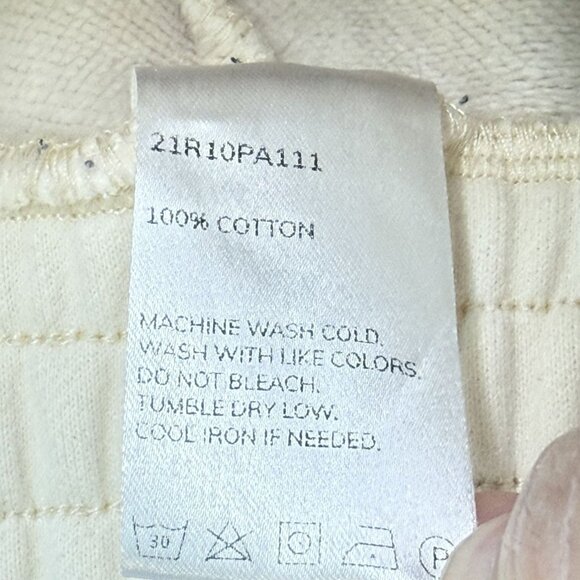 21R10PA111
100% COTTON
MACHINE WASH COLD.
WASH WITH LIKE COLORS.
DO NOT BLEACH.
TUMBLE DRY LOW.
COOL IRON IF NEEDED.
30 P